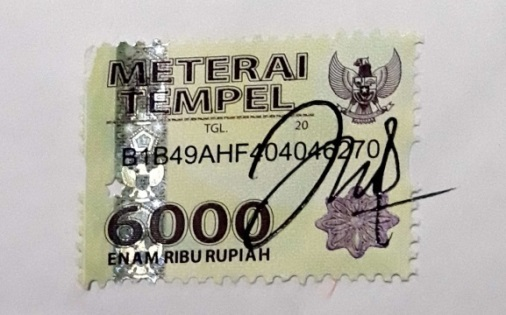 METERAI
TEMPEL
TGL. 20
B1B49AHF404046270
6000
ENAM RIBU RUPIAH